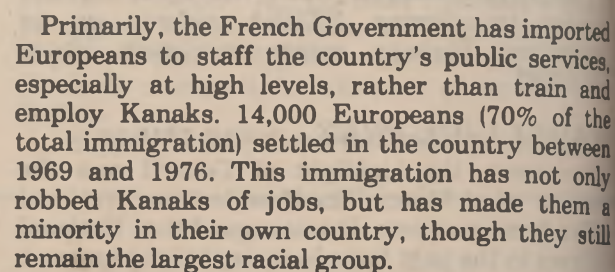 Primarily, the French Government has imported
Europeans to staff the country's public services,
especially at high levels, rather than train and
employ Kanaks. 14,000 Europeans (70% of the
total immigration) settled in the country between
1969 and 1976. This immigration has not only
robbed Kanaks of jobs, but has made them a
minority in their own country, though they still
remain the largest racial group.